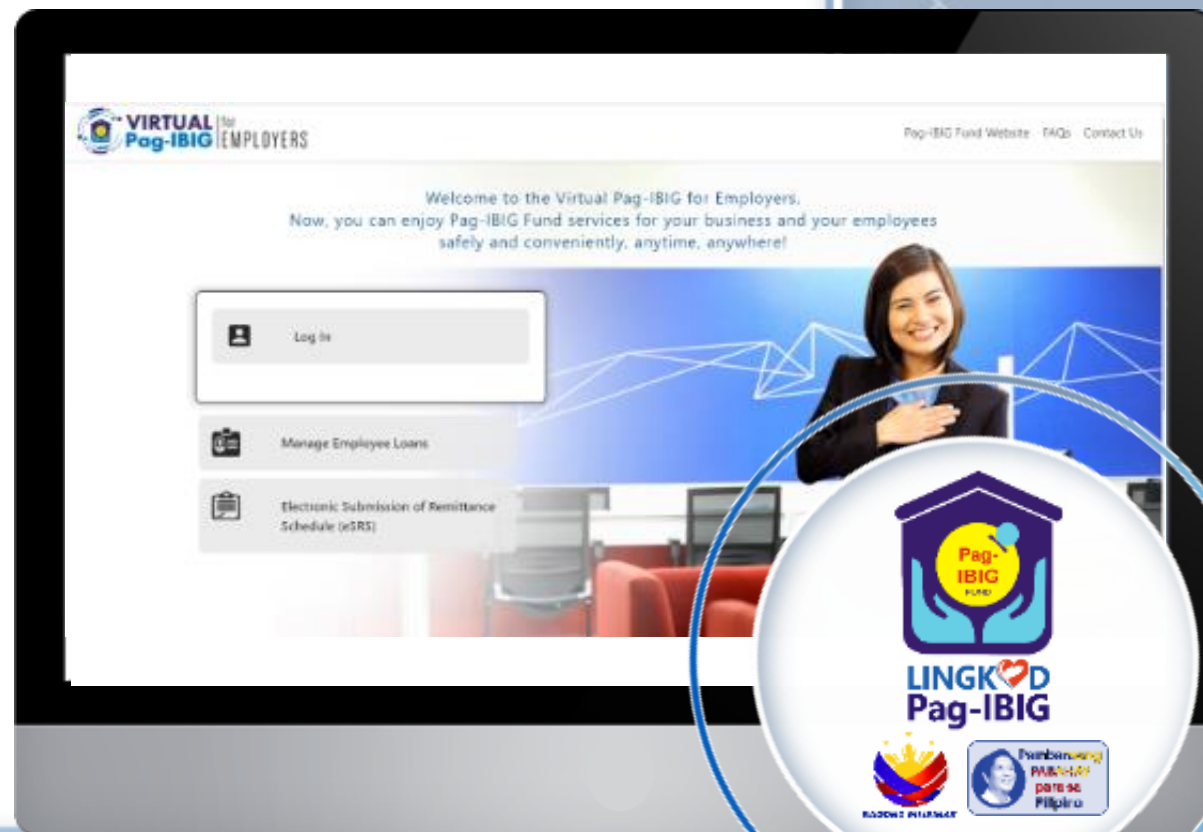 VIRTUAL for
Pag-IBIG EMPLOYERS
Pag-IBIG Fund Website FAQs Contact Us
Welcome to the Virtual Pag-IBIG for Employers.
Now, you can enjoy Pag-IBIG Fund services for your business and your employees
safely and conveniently, anytime, anywhere!
Log In
Manage Employee Loans
Electronic Submission of Remittance
Schedule (eSRS)
Pag-
IBIG
FUND
LINGKOD
Pag-IBIG
BAGONG PILIPINAS
Pambansang
PABAHAY
para sa
Pilipino